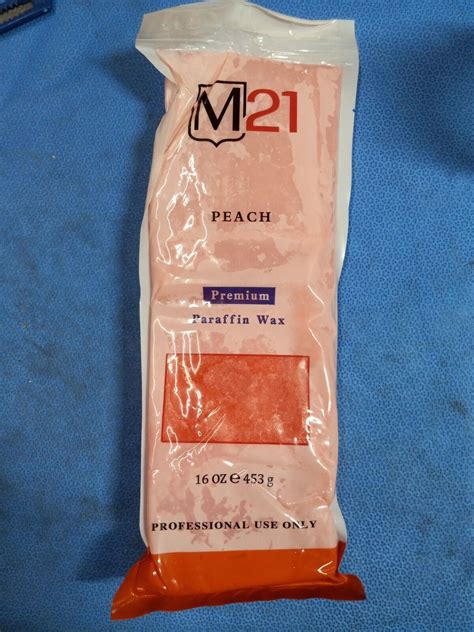 M21
PEACH
Premium
Paraffin Wax
16 OZ ℮ 453 g
PROFESSIONAL USE ONLY